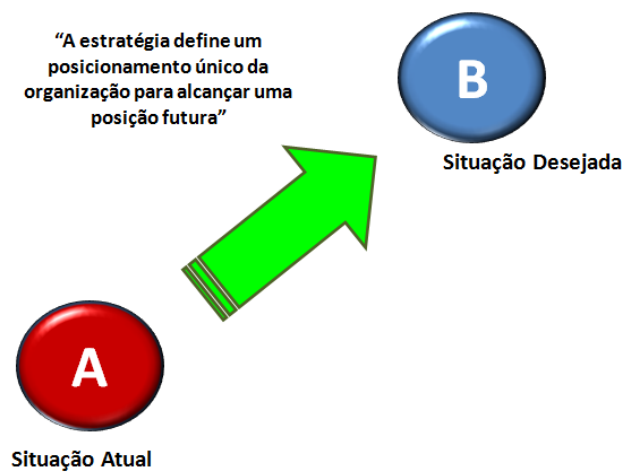 “A estratégia define um
posicionamento único da
organização para alcançar uma
posição futura”
B
Situação Desejada
A
Situação Atual